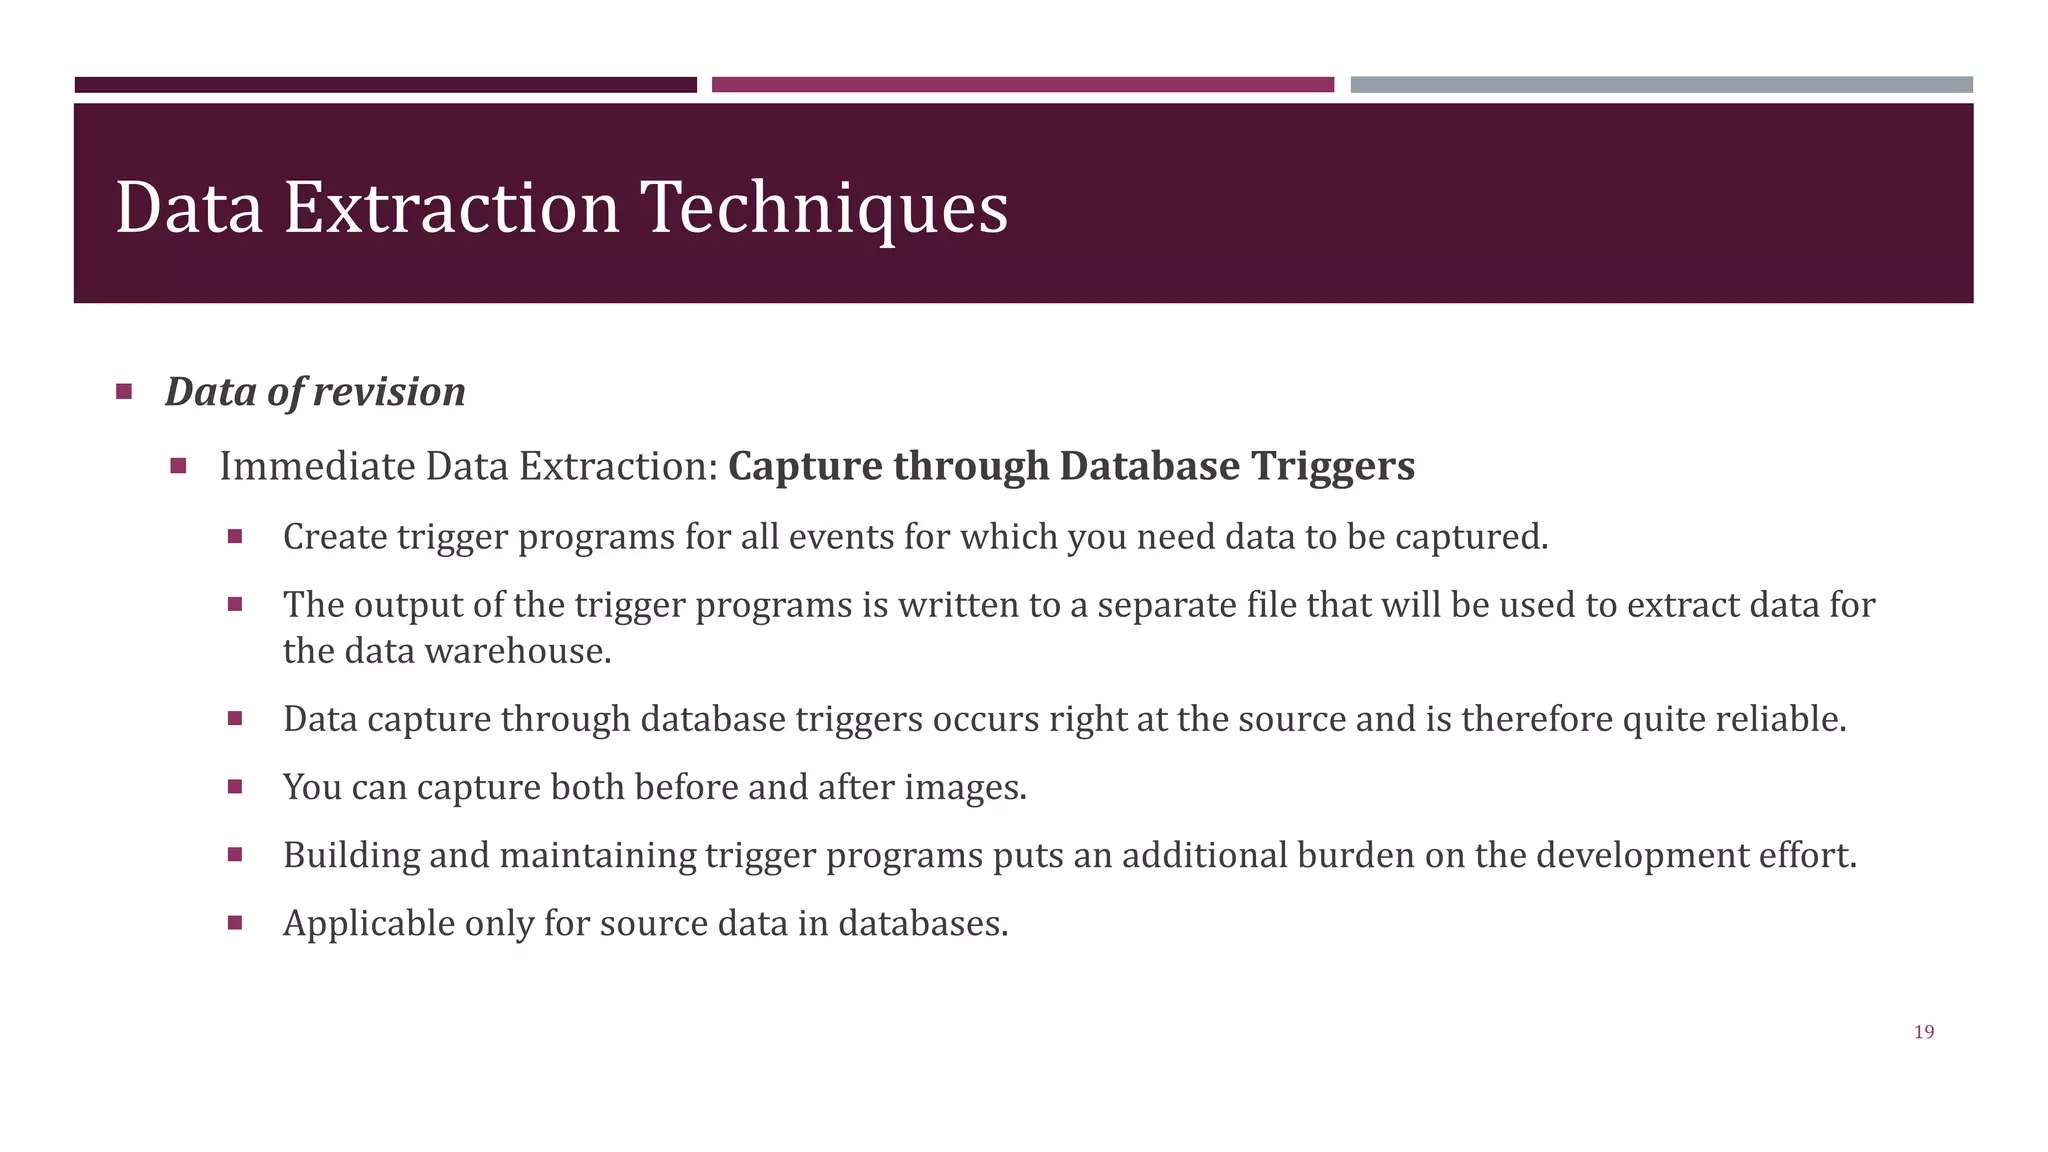 Data Extraction Techniques
Data of revision
Immediate Data Extraction: Capture through Database Triggers
Create trigger programs for all events for which you need data to be captured.
The output of the trigger programs is written to a separate file that will be used to extract data for
the data warehouse.
Data capture through database triggers occurs right at the source and is therefore quite reliable.
You can capture both before and after images.
Building and maintaining trigger programs puts an additional burden on the development effort.
Applicable only for source data in databases.
19